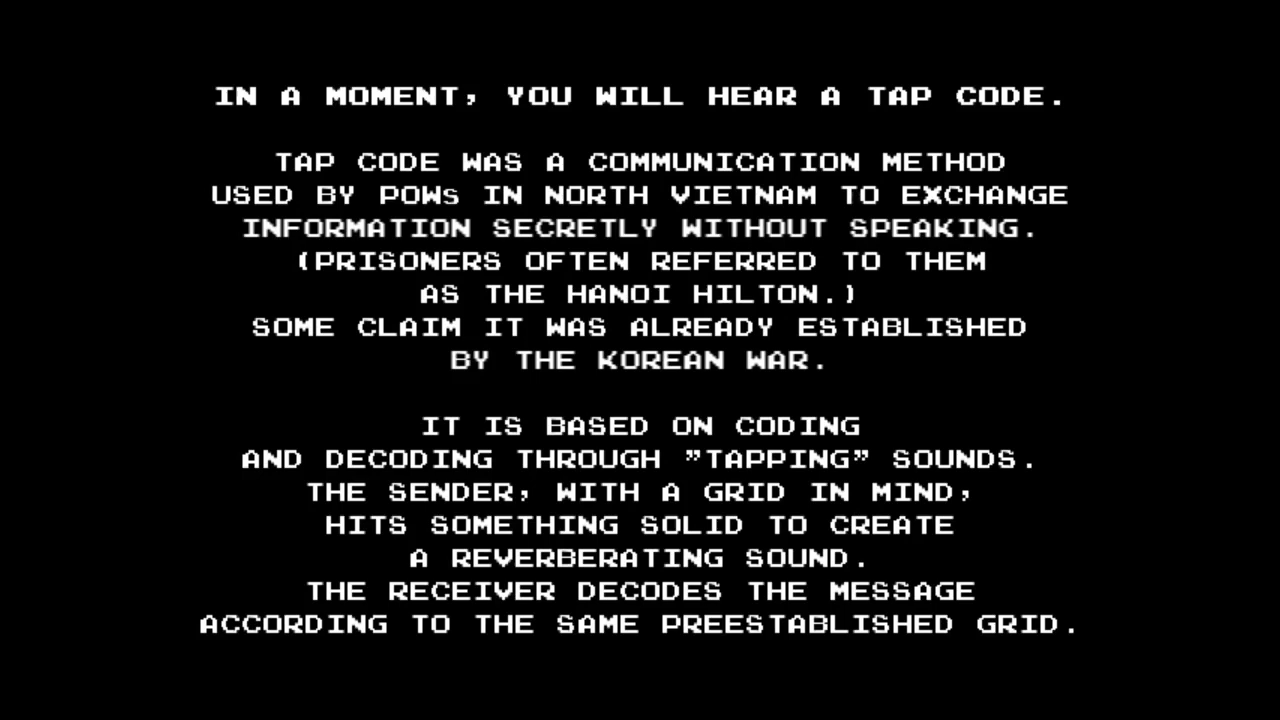 IN A MOMENT, YOU WILL HEAR A TAP CODE.
TAP CODE WAS A COMMUNICATION METHOD
USED BY POWs IN NORTH VIETNAM TO EXCHANGE
INFORMATION SECRETLY WITHOUT SPEAKING.
(PRISONERS OFTEN REFERRED TO THEM
AS THE HANOI HILTON.)
SOME CLAIM IT WAS ALREADY ESTABLISHED
BY THE KOREAN WAR.
IT IS BASED ON CODING
AND DECODING THROUGH ”TAPPING” SOUNDS.
THE SENDER, WITH A GRID IN MIND,
HITS SOMETHING SOLID TO CREATE
A REVERBERATING SOUND.
THE RECEIVER DECODES THE MESSAGE
ACCORDING TO THE SAME PREESTABLISHED GRID.